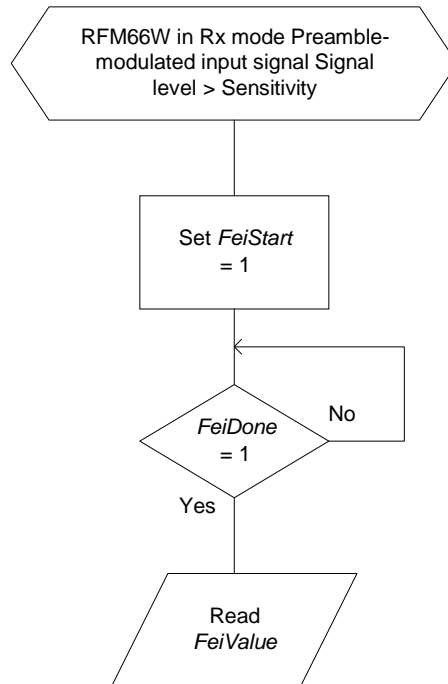 RFM66W in Rx mode Preamble-
modulated input signal Signal
level > Sensitivity
Set FeiStart
= 1
No
FeiDone
= 1
Yes
Read
FeiValue